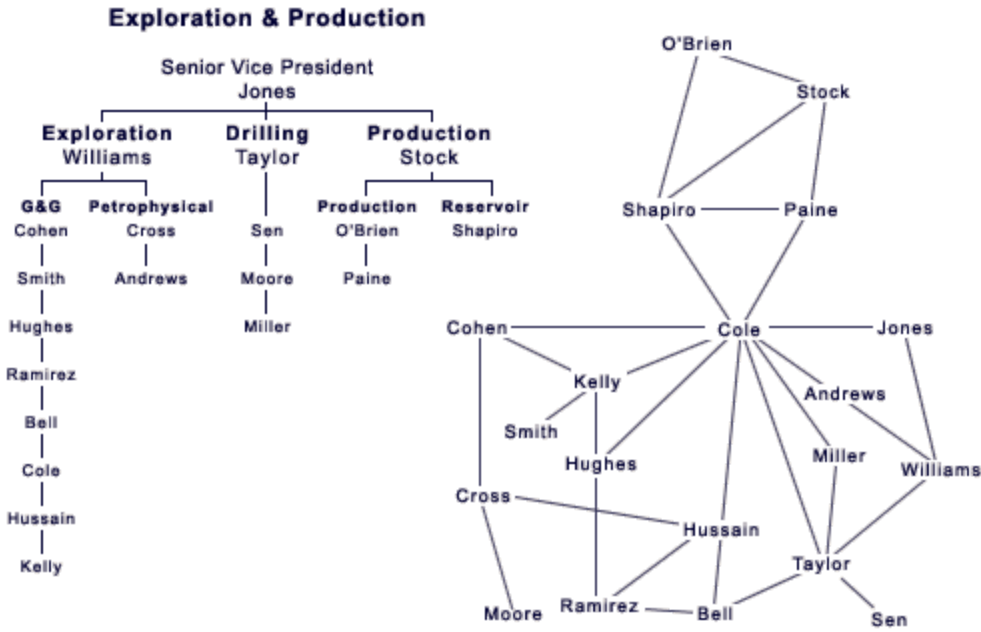 Exploration & Production
Senior Vice President
Jones
Exploration Drilling Production
Williams Taylor Stock
G&G Petrophysical Production Reservoir
Cohen Cross Sen O'Brien Shapiro
Smith Andrews Moore Paine
Hughes Miller
Ramirez
Bell
Cole
Hussain
Kelly
O'Brien
Stock
Shapiro Paine
Cohen Cole Jones
Kelly
Andrews
Smith
Hughes Miller Williams
Cross
Hussain
Taylor
Moore Ramirez Bell Sen